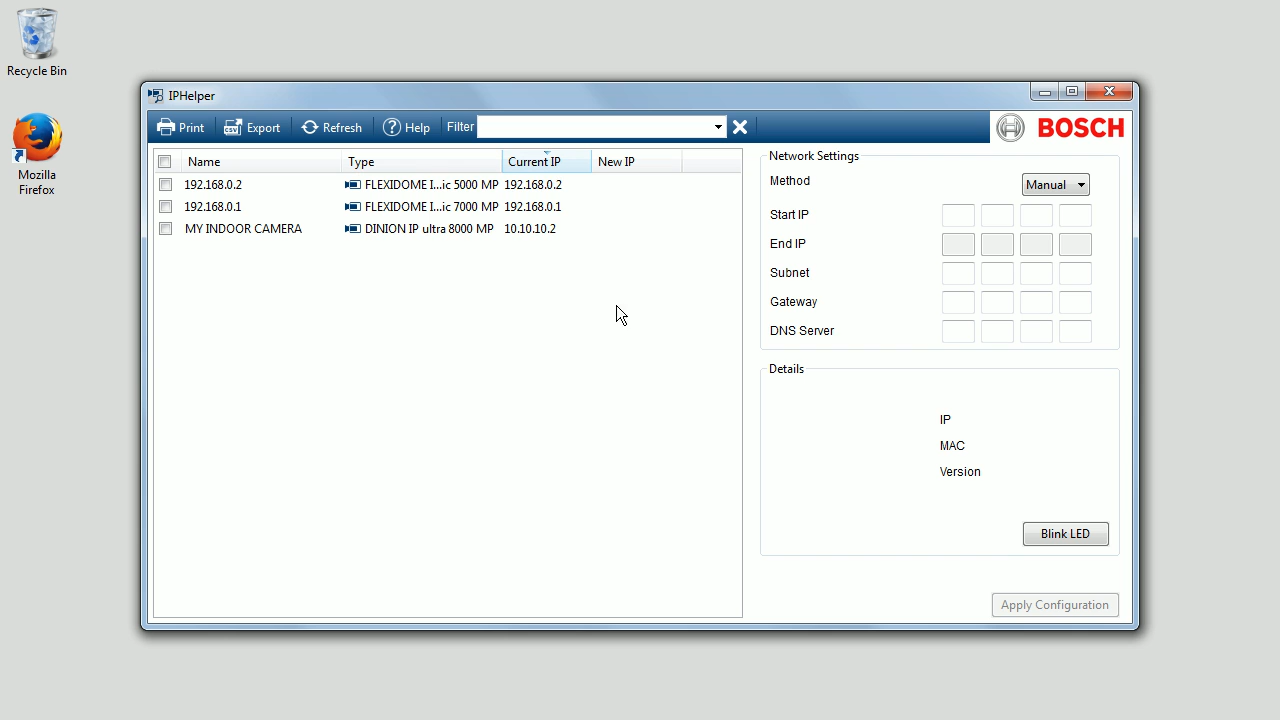 Recycle Bin
Mozilla
Firefox
IPHelper
Print Export Refresh Help Filter
BOSCH
Name Type Current IP New IP
192.168.0.2 FLEXIDOME I...ic 5000 MP 192.168.0.2
192.168.0.1 FLEXIDOME I...ic 7000 MP 192.168.0.1
MY INDOOR CAMERA DINION IP ultra 8000 MP 10.10.10.2
Network Settings
Method Manual
Start IP
End IP
Subnet
Gateway
DNS Server
Details
IP
MAC
Version
Blink LED
Apply Configuration